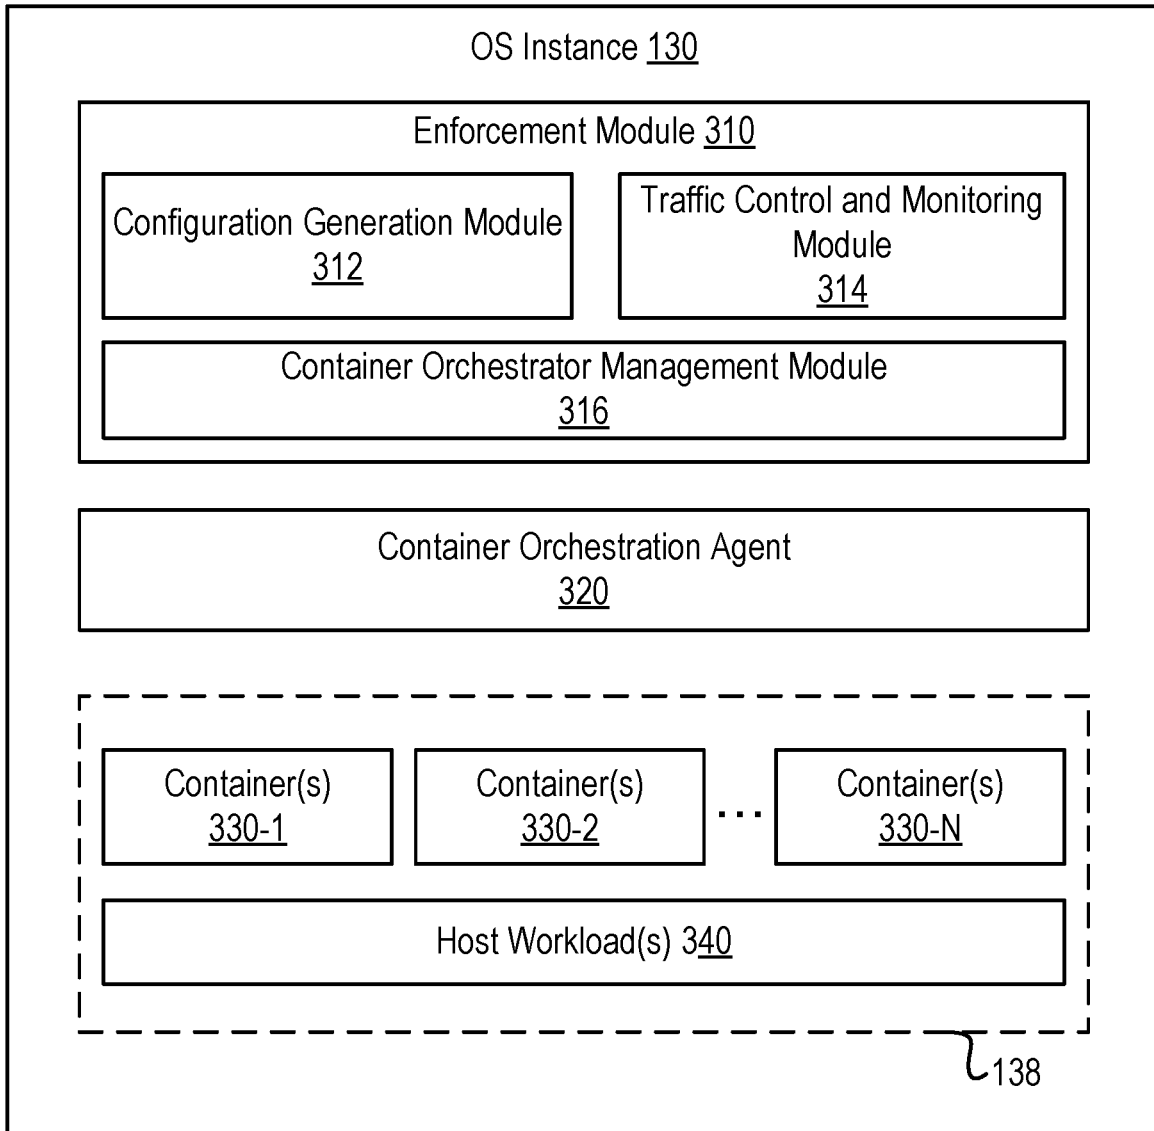 OS Instance 130
Enforcement Module 310
Configuration Generation Module
312
Traffic Control and Monitoring
Module
314
Container Orchestrator Management Module
316
Container Orchestration Agent
320
Container(s)
330-1
Container(s)
330-2
...
Container(s)
330-N
Host Workload(s) 340
138